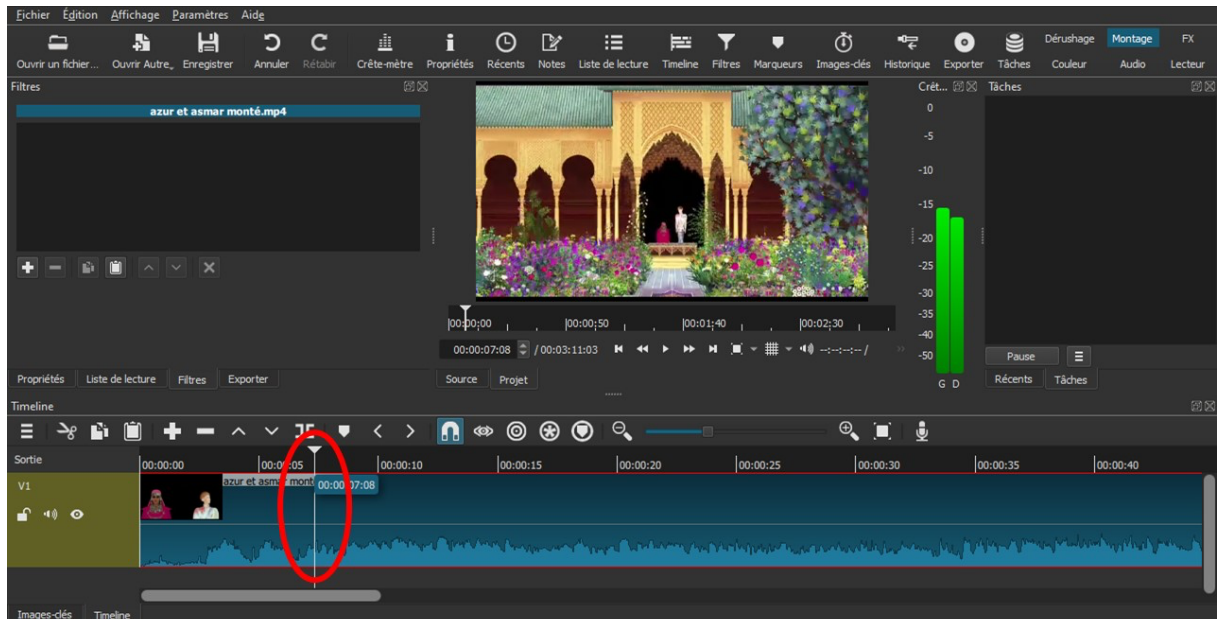 Fichier Édition Affichage Paramètres Aide
Ouvrir un fichier... Ouvrir Autre... Enregistrer Annuler Rétabir Crête-mètre Propriétés Récents Notes Liste de lecture Timeline Filtres Marqueurs Images-clés Historique Exporter Tâches
Dérushage Montage FX
Couleur Audio Lecteur
Filtres
Crêt... Tâches
azur et asmar monté.mp4
0
-5
-10
-15
-20
-25
-30
-35
-40
-50
G D
00:00:00 00:00:50 00:01:40 00:02:30
00:00:07:08 / 00:03:11:03 --:--:--:-- /
Pause
Propriétés Liste de lecture Filtres Exporter
Source Projet
Récents Tâches
Timeline
Sortie
00:00:00 00:00:05 00:00:10 00:00:15 00:00:20 00:00:25 00:00:30 00:00:35 00:00:40
V1
azur et asmar mont
00:00:07:08
Images-clés Timeline